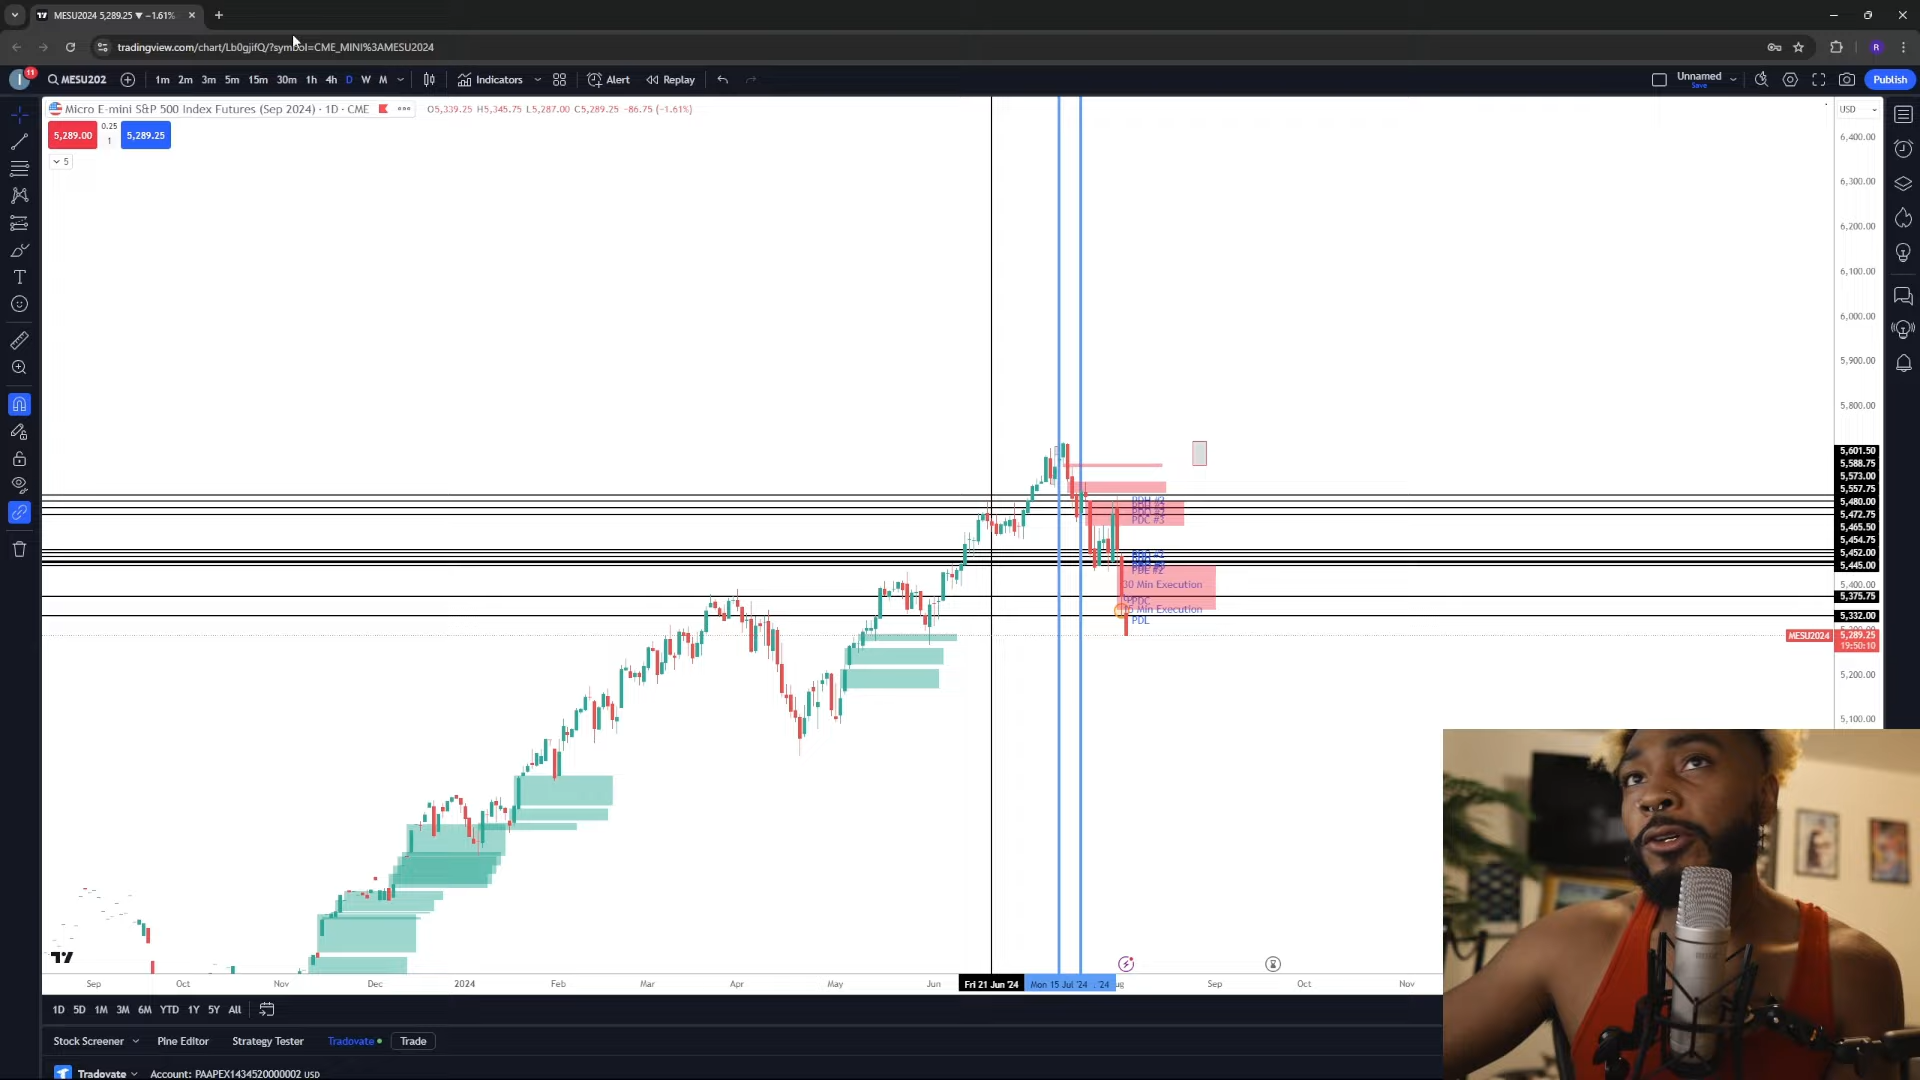 MESU2024 5,289.25 ▼ −1.61%
tradingview.com/chart/Lb0gjifQ/?symbol=CME_MINI%3AMESU2024
R
11
MESU202 1m 2m 3m 5m 15m 30m 1h 4h D W M Indicators Alert Replay Unnamed Save Publish
Micro E-mini S&P 500 Index Futures (Sep 2024) · 1D · CME O5,339.25 H5,345.75 L5,287.00 C5,289.25 −86.75 (−1.61%)
USD
5,289.00 0.25 1 5,289.25
5
6,400.00
6,300.00
6,200.00
6,100.00
6,000.00
5,900.00
5,800.00
5,601.50
5,588.75
5,573.00
5,557.75
5,480.00
5,472.75
5,465.50
5,454.75
5,452.00
5,445.00
5,400.00
5,375.75
5,332.00
MESU2024 5,289.25
19:50:10
5,200.00
5,100.00
PDC #3
30 Min Execution
15 Min Execution
PDL
Sep Oct Nov Dec 2024 Feb Mar Apr May Jun Fri 21 Jun '24 Mon 15 Jul '24 Sep Oct Nov
1D 5D 1M 3M 6M YTD 1Y 5Y All
Stock Screener Pine Editor Strategy Tester Tradovate Trade
Tradovate Account: PAAPEX1434520000002 USD